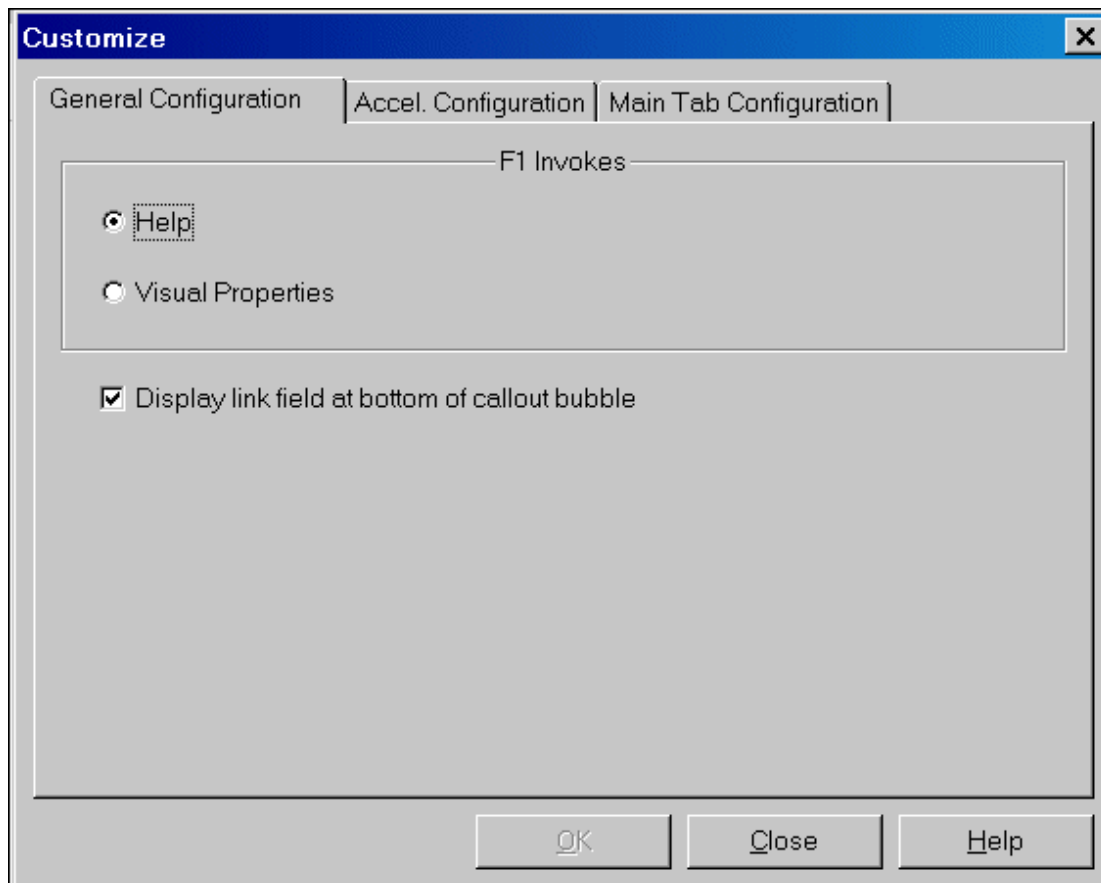 Customize
General Configuration Accel. Configuration Main Tab Configuration
F1 Invokes
Help
Visual Properties
Display link field at bottom of callout bubble
OK Close Help